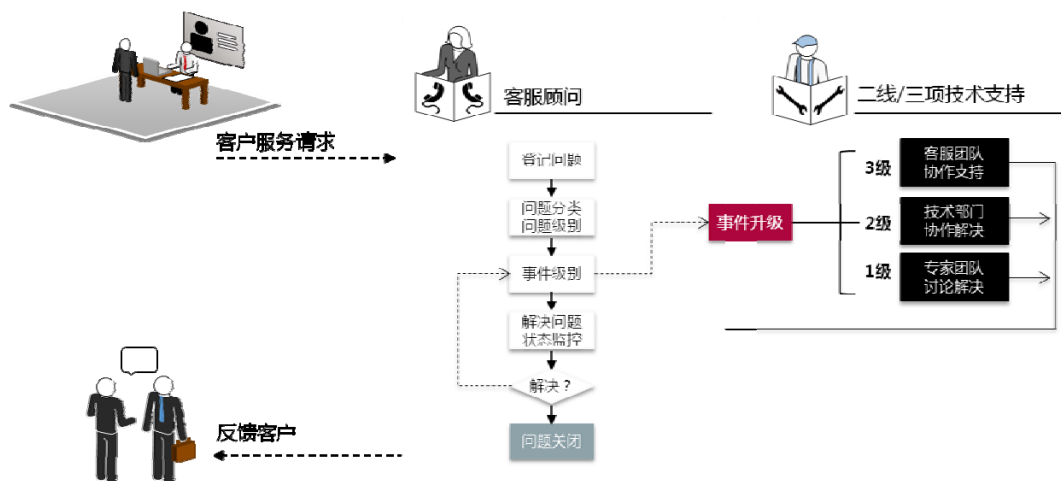 客户服务请求
客服顾问
二线/三项技术支持
登记问题
问题分类
问题级别
事件级别
解决问题
状态监控
解决？
问题关闭
事件升级
3级
客服团队
协作支持
2级
技术部门
协作解决
1级
专家团队
讨论解决
反馈客户